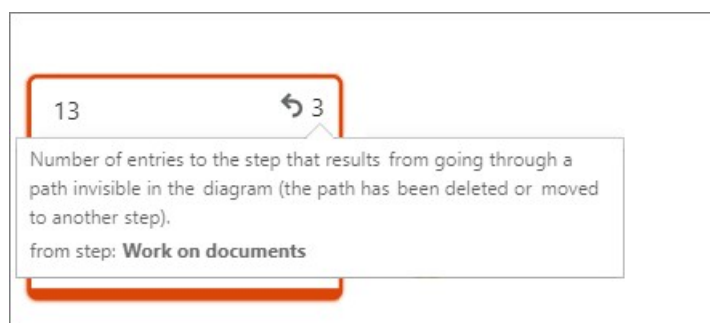 13 3
Number of entries to the step that results from going through a
path invisible in the diagram (the path has been deleted or moved
to another step).
from step: Work on documents